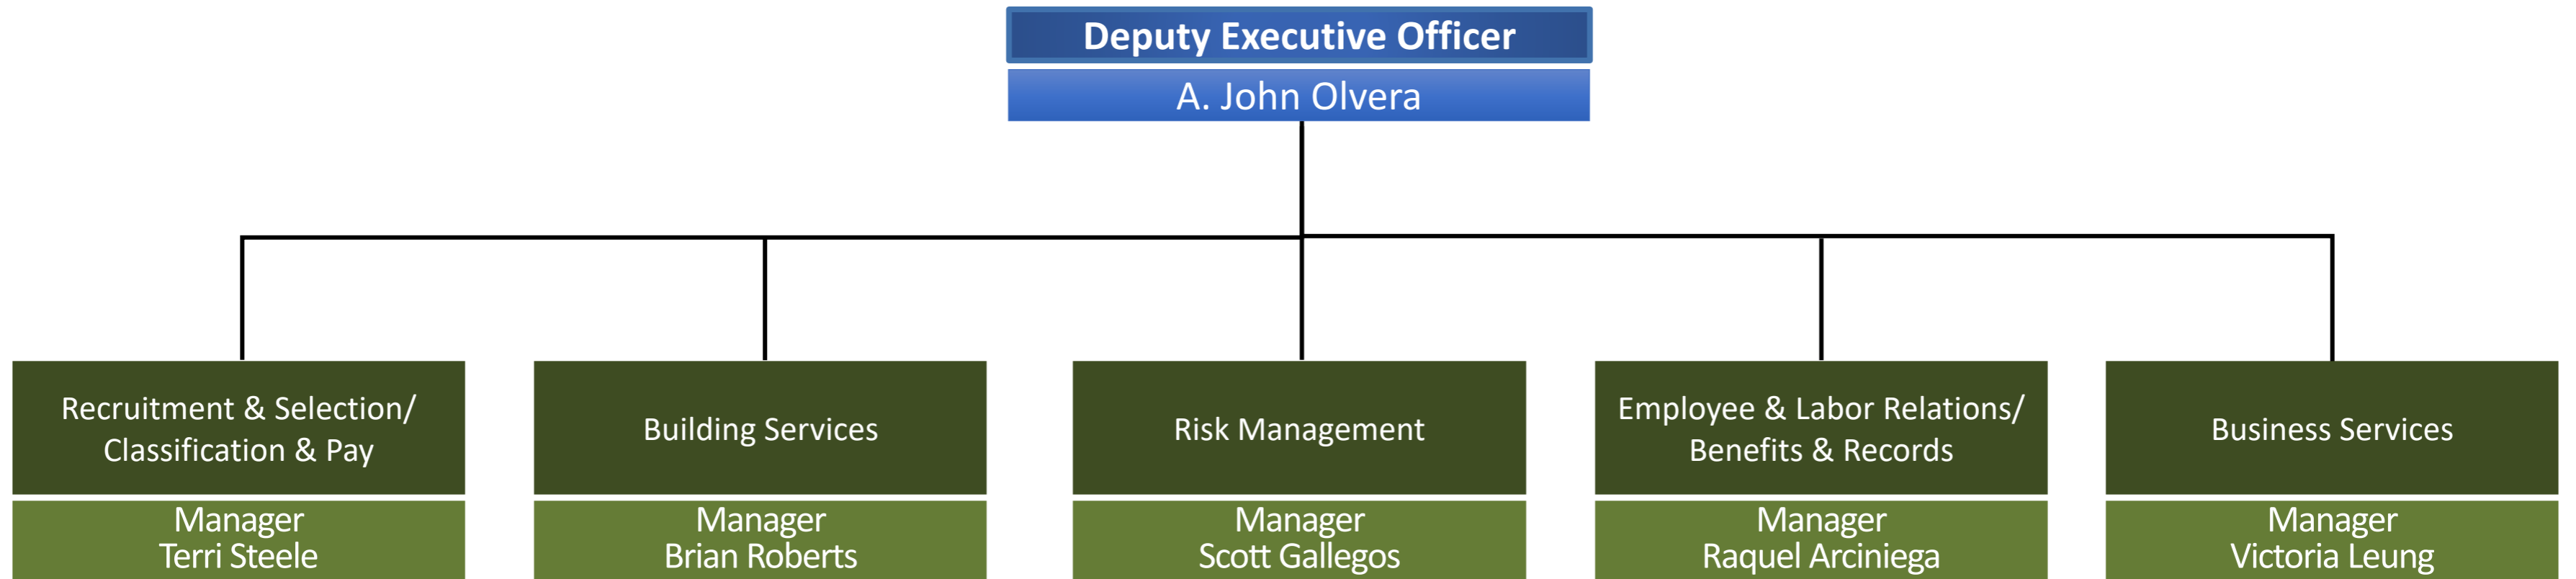 Deputy Executive Officer
A. John Olvera
Recruitment & Selection/
Classification & Pay
Manager
Terri Steele
Building Services
Manager
Brian Roberts
Risk Management
Manager
Scott Gallegos
Employee & Labor Relations/
Benefits & Records
Manager
Raquel Arciniega
Business Services
Manager
Victoria Leung